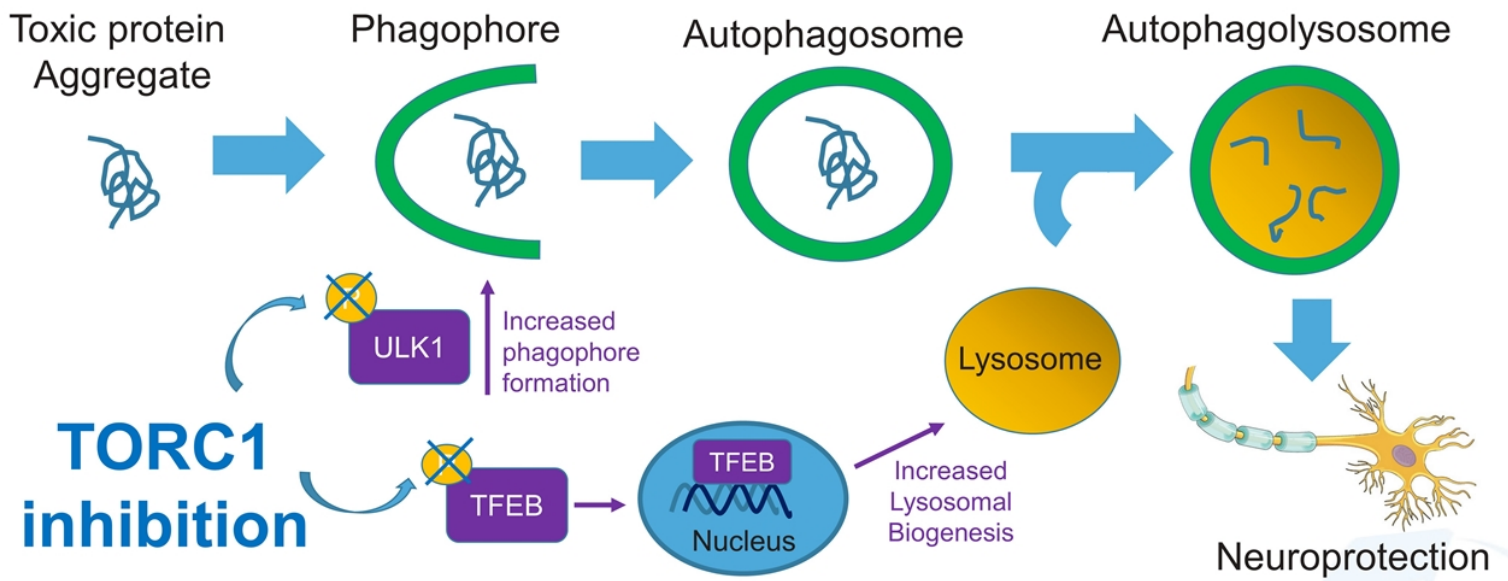 Toxic protein
Aggregate
Phagophore
Autophagosome
Autophagolysosome
P
ULK1
Increased
phagophore
formation
Lysosome
TORC1
inhibition
P
TFEB
TFEB
Nucleus
Increased
Lysosomal
Biogenesis
Neuroprotection